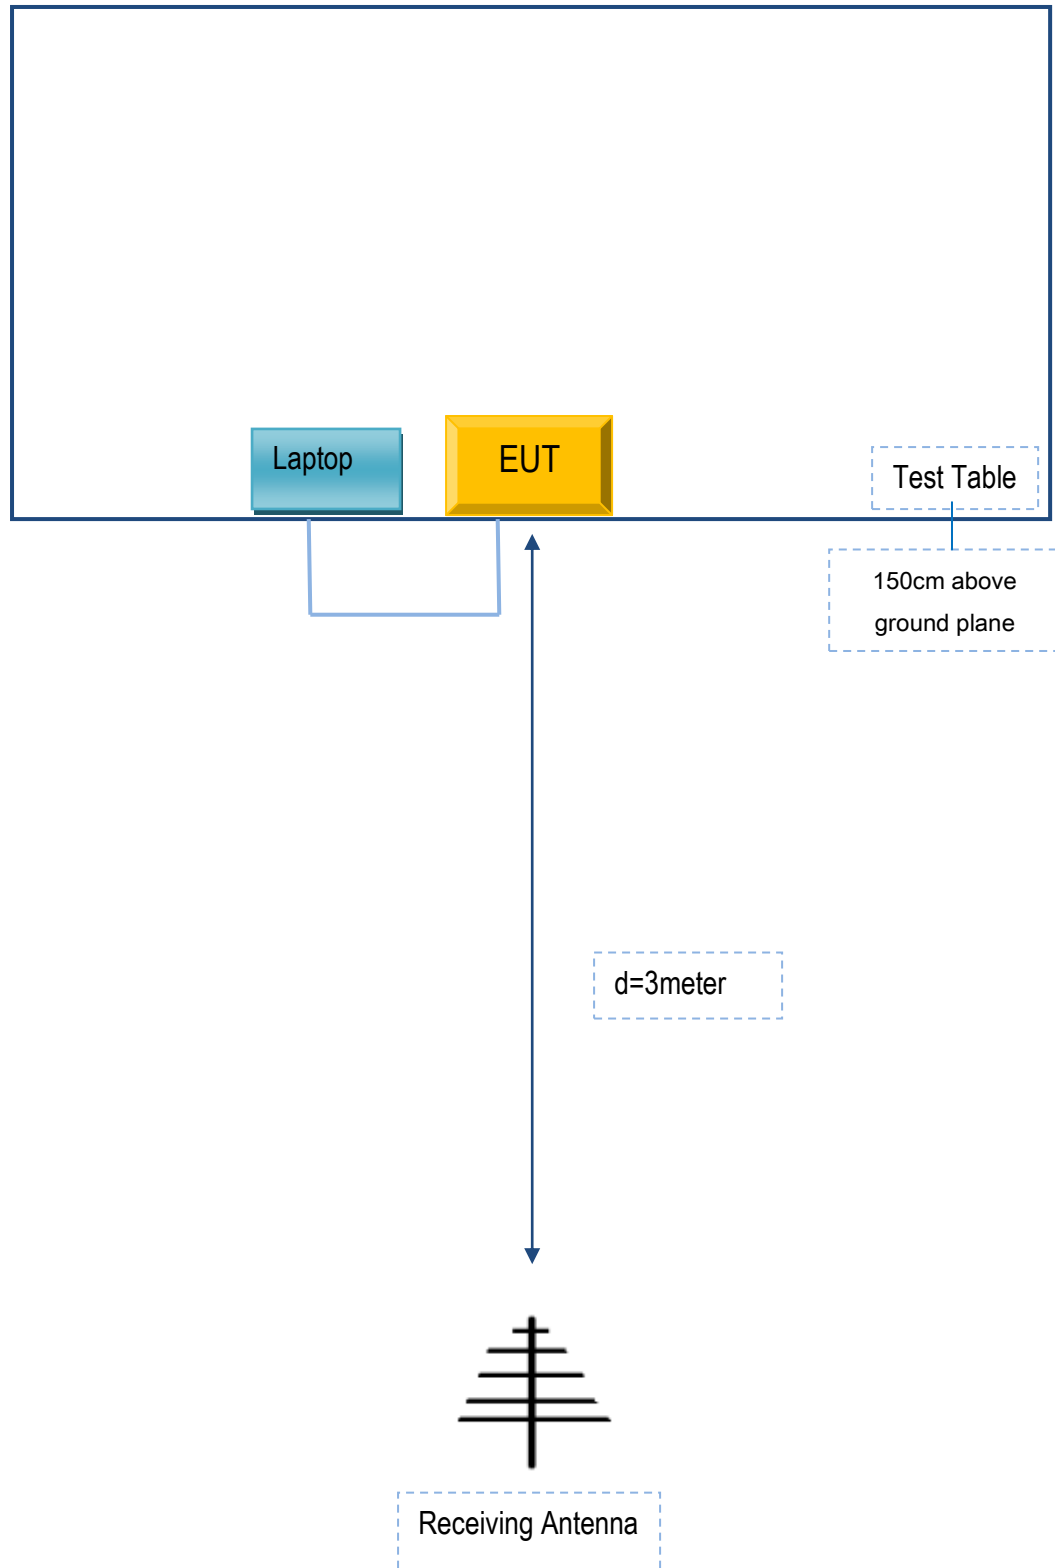 Laptop
EUT
Test Table
150cm above
ground plane
d=3meter
Receiving Antenna